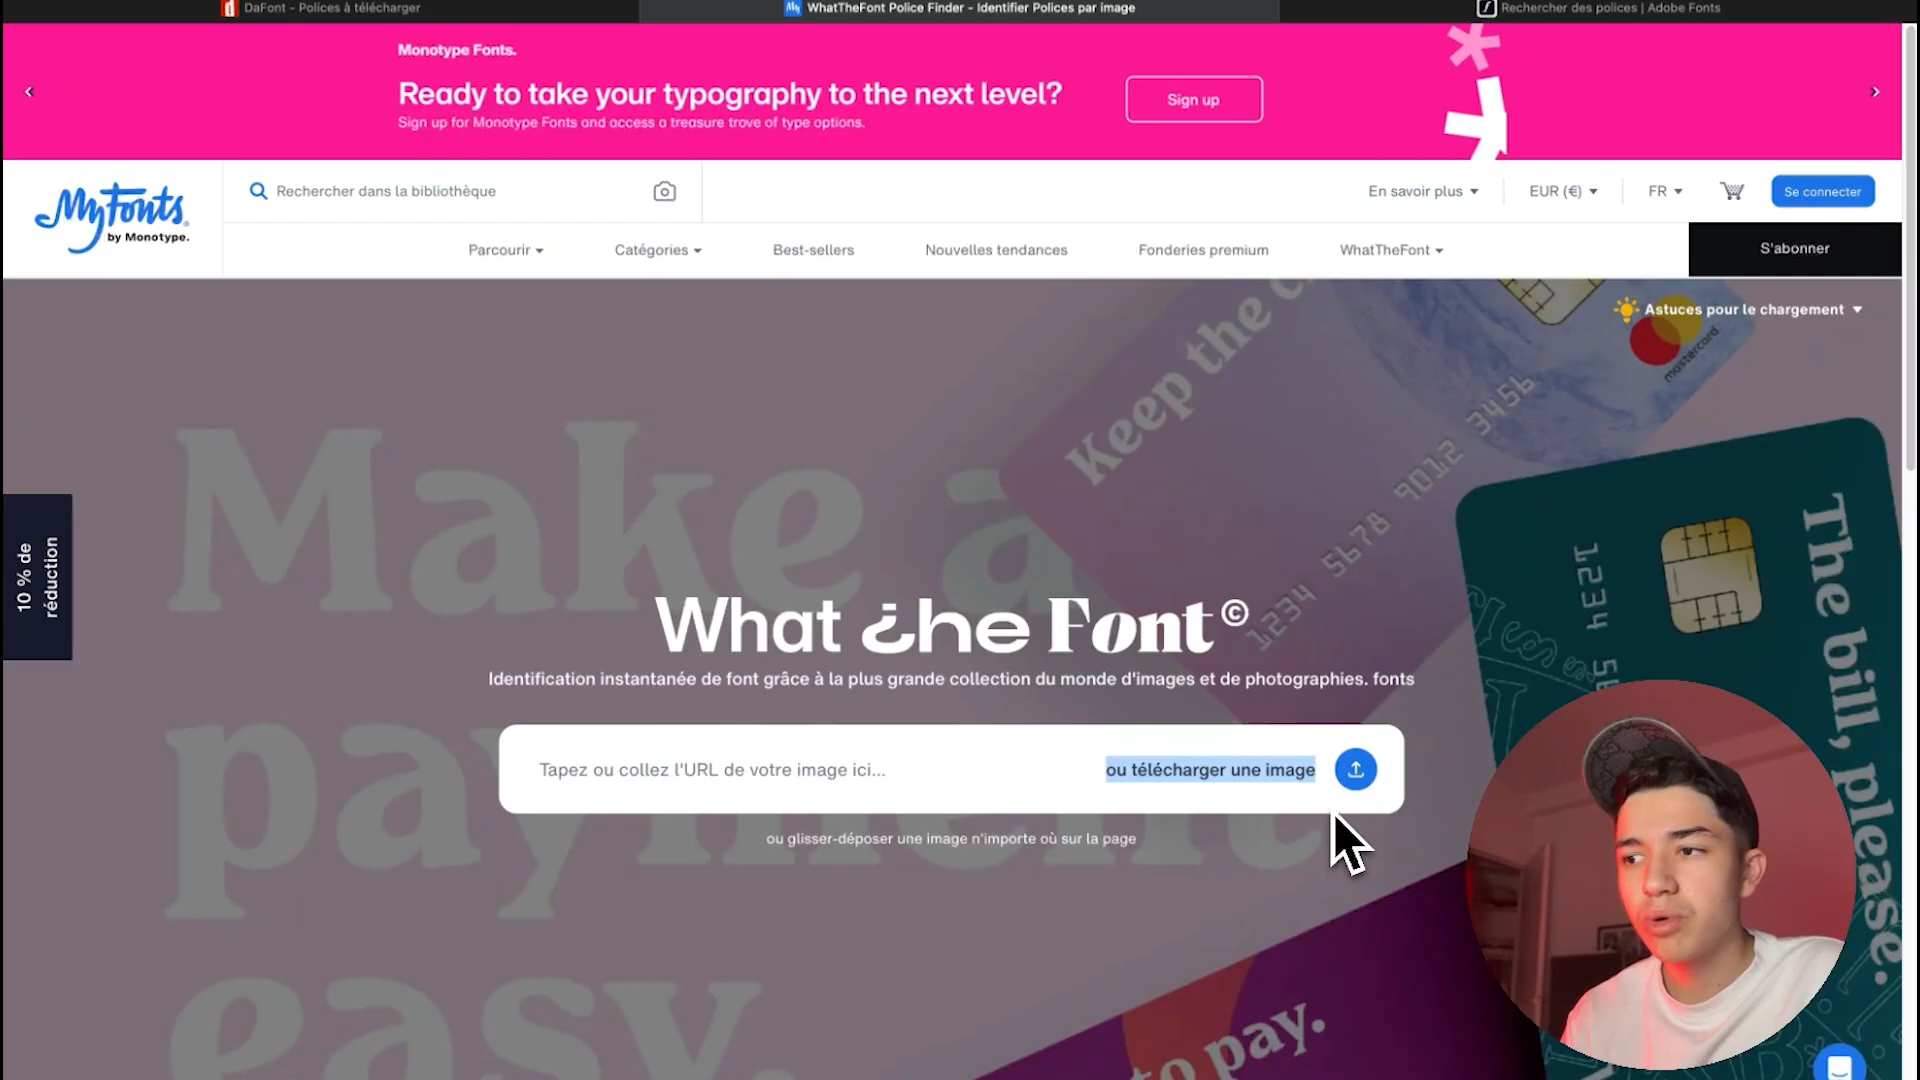 DaFont - Polices à télécharger
WhatTheFont Police Finder - Identifier Polices par image
Rechercher des polices | Adobe Fonts
Monotype Fonts.
Ready to take your typography to the next level?
Sign up for Monotype Fonts and access a treasure trove of type options.
Sign up
MyFonts
by Monotype.
Rechercher dans la bibliothèque
En savoir plus
EUR (€)
FR
Se connecter
Parcourir
Catégories
Best-sellers
Nouvelles tendances
Fonderies premium
WhatTheFont
S'abonner
Astuces pour le chargement
Keep the c
mastercard
1234 5678 9012 3456
Make a
payment
easy.
10 % de
réduction
1234 56
The bill, please.
What The Font ©
Identification instantanée de font grâce à la plus grande collection du monde d'images et de photographies. fonts
Tapez ou collez l'URL de votre image ici...
ou télécharger une image
ou glisser-déposer une image n'importe où sur la page
to pay.